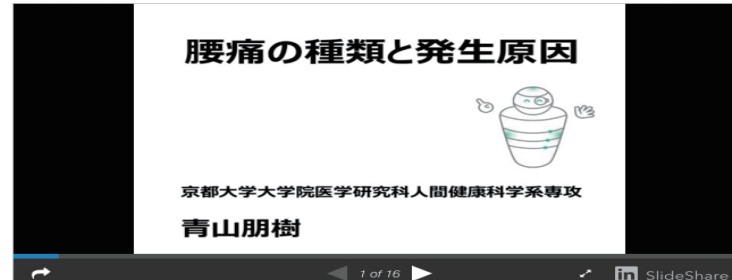 腰痛の種類と発生原因
京都大学大学院医学研究科人間健康科学系専攻
青山朋樹
1 of 16
in SlideShare